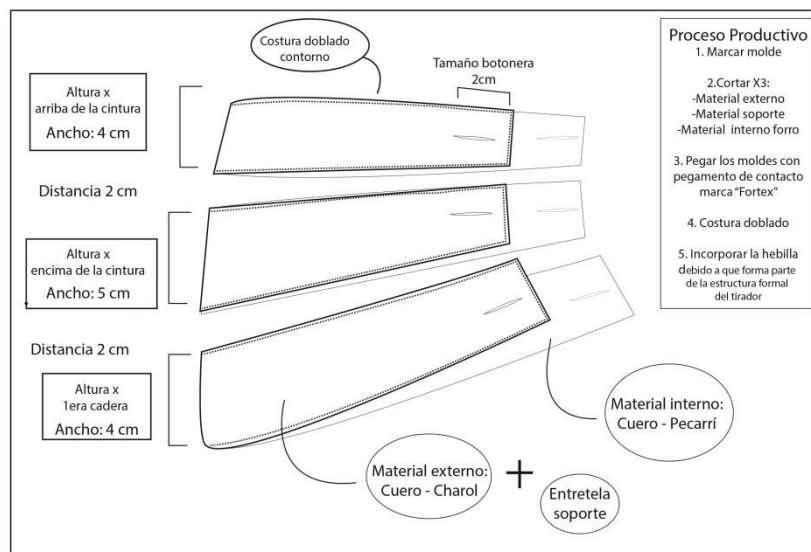 Costura doblado
contorno
Tamaño botonera
2cm
Altura x
arriba de la cintura
Ancho: 4 cm
Distancia 2 cm
Altura x
encima de la cintura
Ancho: 5 cm
Distancia 2 cm
Altura x
1era cadera
Ancho: 4 cm
Material externo:
Cuero - Charol
+
Entretela
soporte
Material interno:
Cuero - Pecarrí
Proceso Productivo
1. Marcar molde
2.Cortar X3:
-Material externo
-Material soporte
-Material interno forro
3. Pegar los moldes con
pegamento de contacto
marca "Fortex"
4. Costura doblado
5. Incorporar la hebilla
debido a que forma parte
de la estructura formal
del tirador